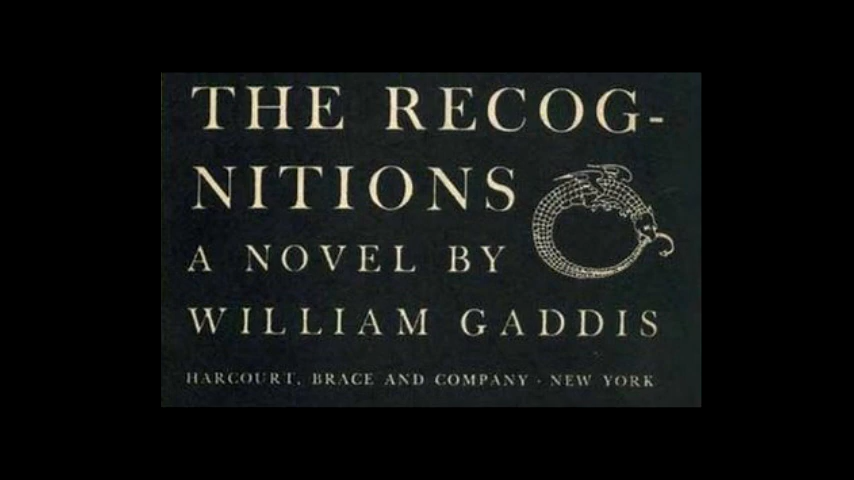 THE RECOG-
NITIONS
A NOVEL BY
WILLIAM GADDIS
HARCOURT, BRACE AND COMPANY · NEW YORK